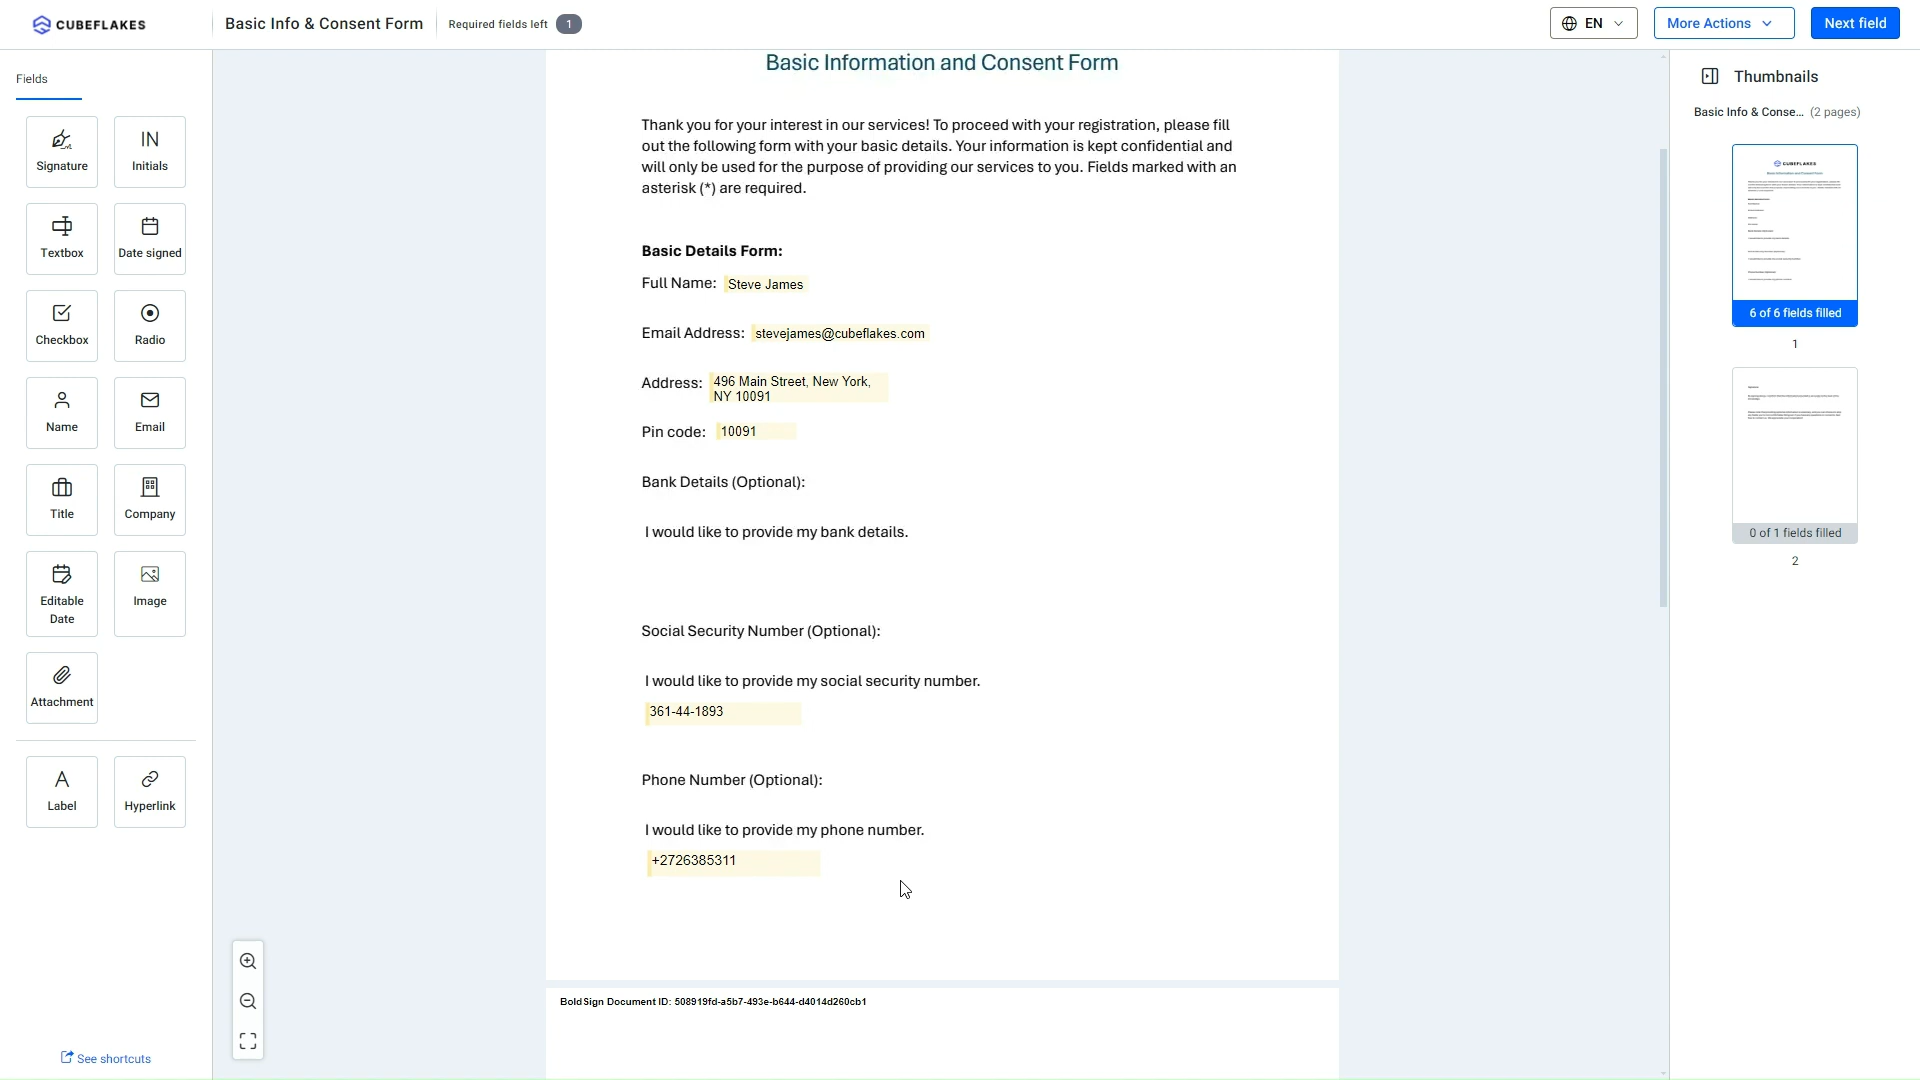 CUBEFLAKES
Basic Info & Consent Form
Required fields left 1
EN
More Actions
Next field
Fields
Signature
IN
Initials
Textbox
Date signed
Checkbox
Radio
Name
Email
Title
Company
Editable
Date
Image
Attachment
A
Label
Hyperlink
See shortcuts
Basic Information and Consent Form
Thank you for your interest in our services! To proceed with your registration, please fill
out the following form with your basic details. Your information is kept confidential and
will only be used for the purpose of providing our services to you. Fields marked with an
asterisk (*) are required.
Basic Details Form:
Full Name: Steve James
Email Address: stevejames@cubeflakes.com
Address: 496 Main Street, New York,
NY 10091
Pin code: 10091
Bank Details (Optional):
I would like to provide my bank details.
Social Security Number (Optional):
I would like to provide my social security number.
361-44-1893
Phone Number (Optional):
I would like to provide my phone number.
+2726385311
BoldSign Document ID: 508919fd-a5b7-493e-b644-d4014d260cb1
Thumbnails
Basic Info & Conse... (2 pages)
CUBEFLAKES
Basic Information and Consent Form
6 of 6 fields filled
1
0 of 1 fields filled
2